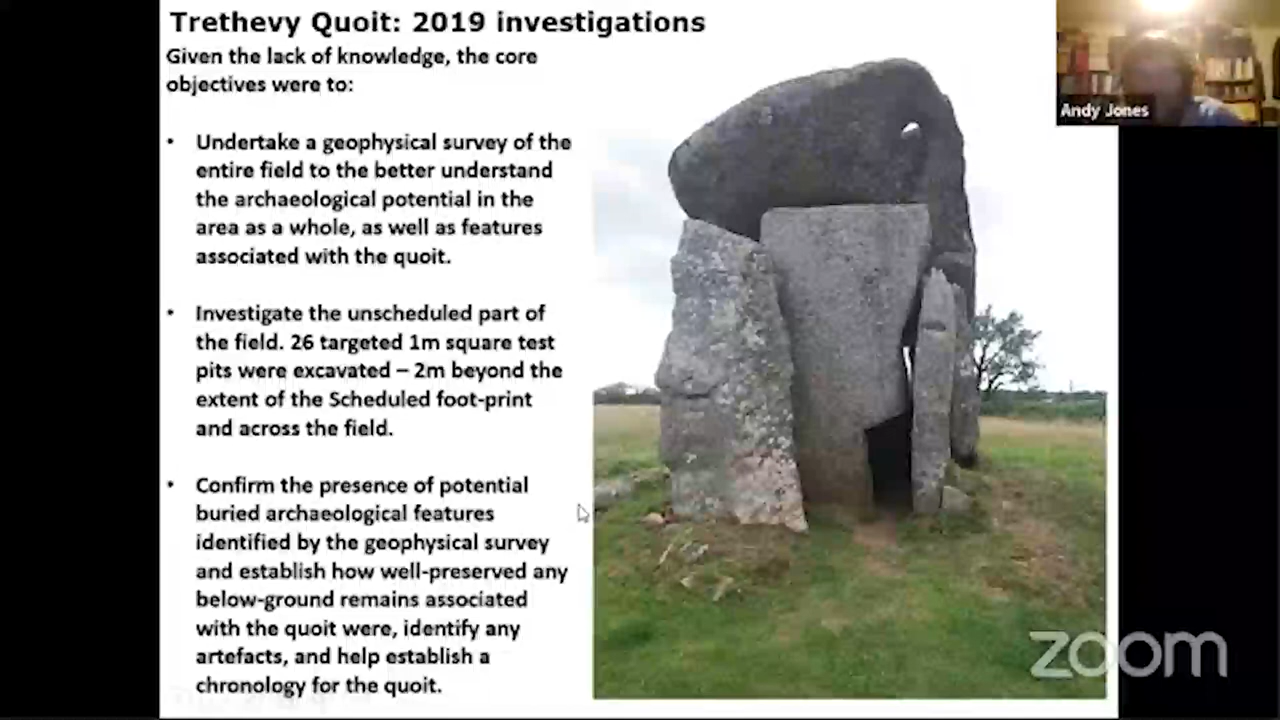 Trethevy Quoit: 2019 investigations
Given the lack of knowledge, the core
objectives were to:
• Undertake a geophysical survey of the
entire field to the better understand
the archaeological potential in the
area as a whole, as well as features
associated with the quoit.
• Investigate the unscheduled part of
the field. 26 targeted 1m square test
pits were excavated – 2m beyond the
extent of the Scheduled foot-print
and across the field.
• Confirm the presence of potential
buried archaeological features
identified by the geophysical survey
and establish how well-preserved any
below-ground remains associated
with the quoit were, identify any
artefacts, and help establish a
chronology for the quoit.
Andy Jones
zoom